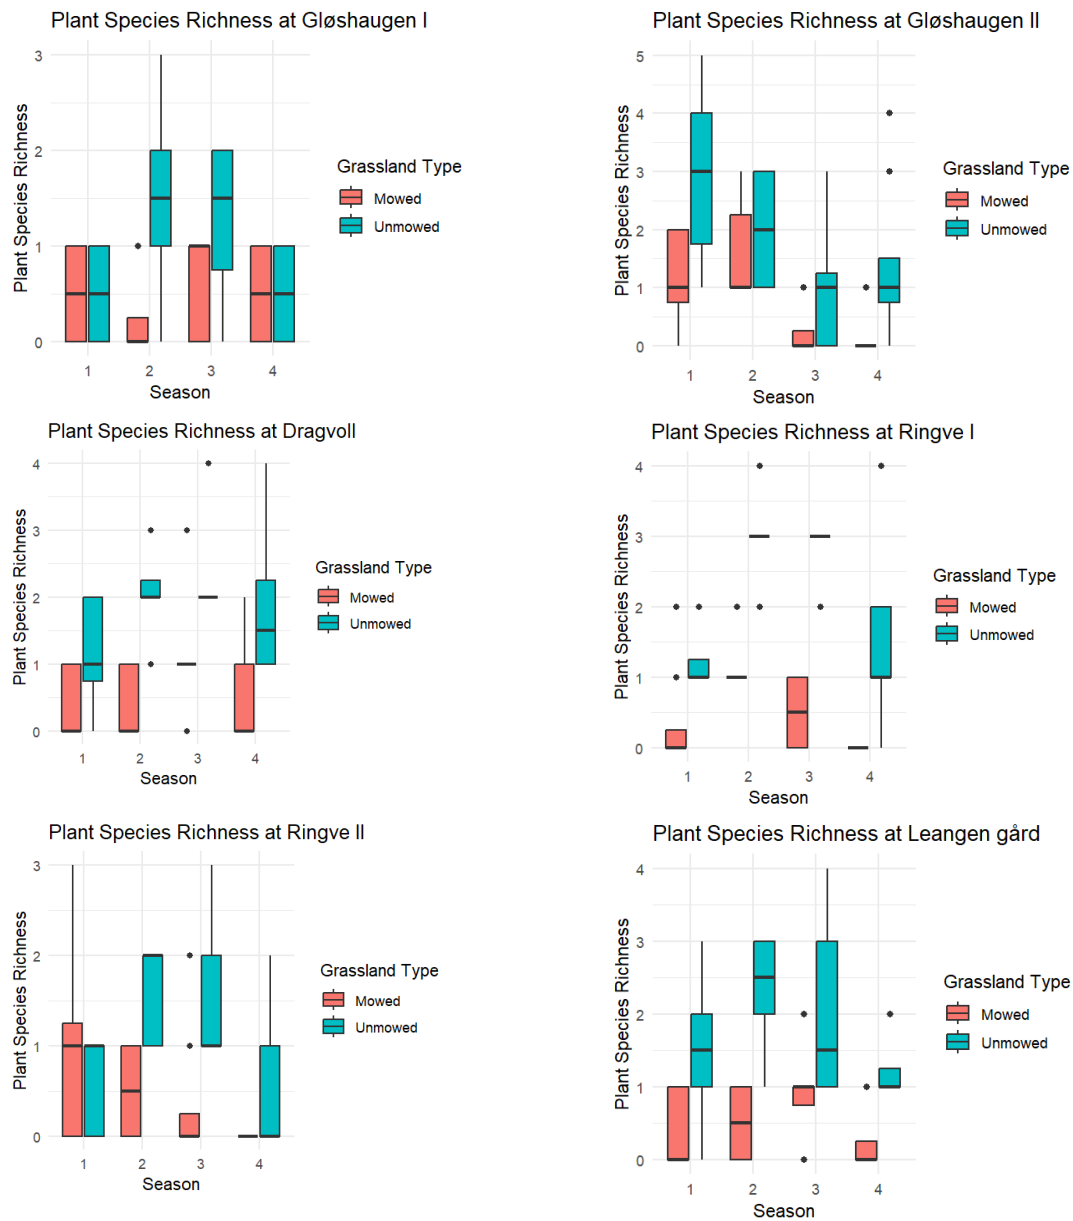 Plant Species Richness at Gløshaugen I
Plant Species Richness
3
2
1
0
1 2 3 4
Season
Grassland Type
Mowed
Unmowed
Plant Species Richness at Gløshaugen II
Plant Species Richness
5
4
3
2
1
0
1 2 3 4
Season
Grassland Type
Mowed
Unmowed
Plant Species Richness at Dragvoll
Plant Species Richness
4
3
2
1
0
1 2 3 4
Season
Grassland Type
Mowed
Unmowed
Plant Species Richness at Ringve I
Plant Species Richness
4
3
2
1
0
1 2 3 4
Season
Grassland Type
Mowed
Unmowed
Plant Species Richness at Ringve II
Plant Species Richness
3
2
1
0
1 2 3 4
Season
Grassland Type
Mowed
Unmowed
Plant Species Richness at Leangen gård
Plant Species Richness
4
3
2
1
0
1 2 3 4
Season
Grassland Type
Mowed
Unmowed